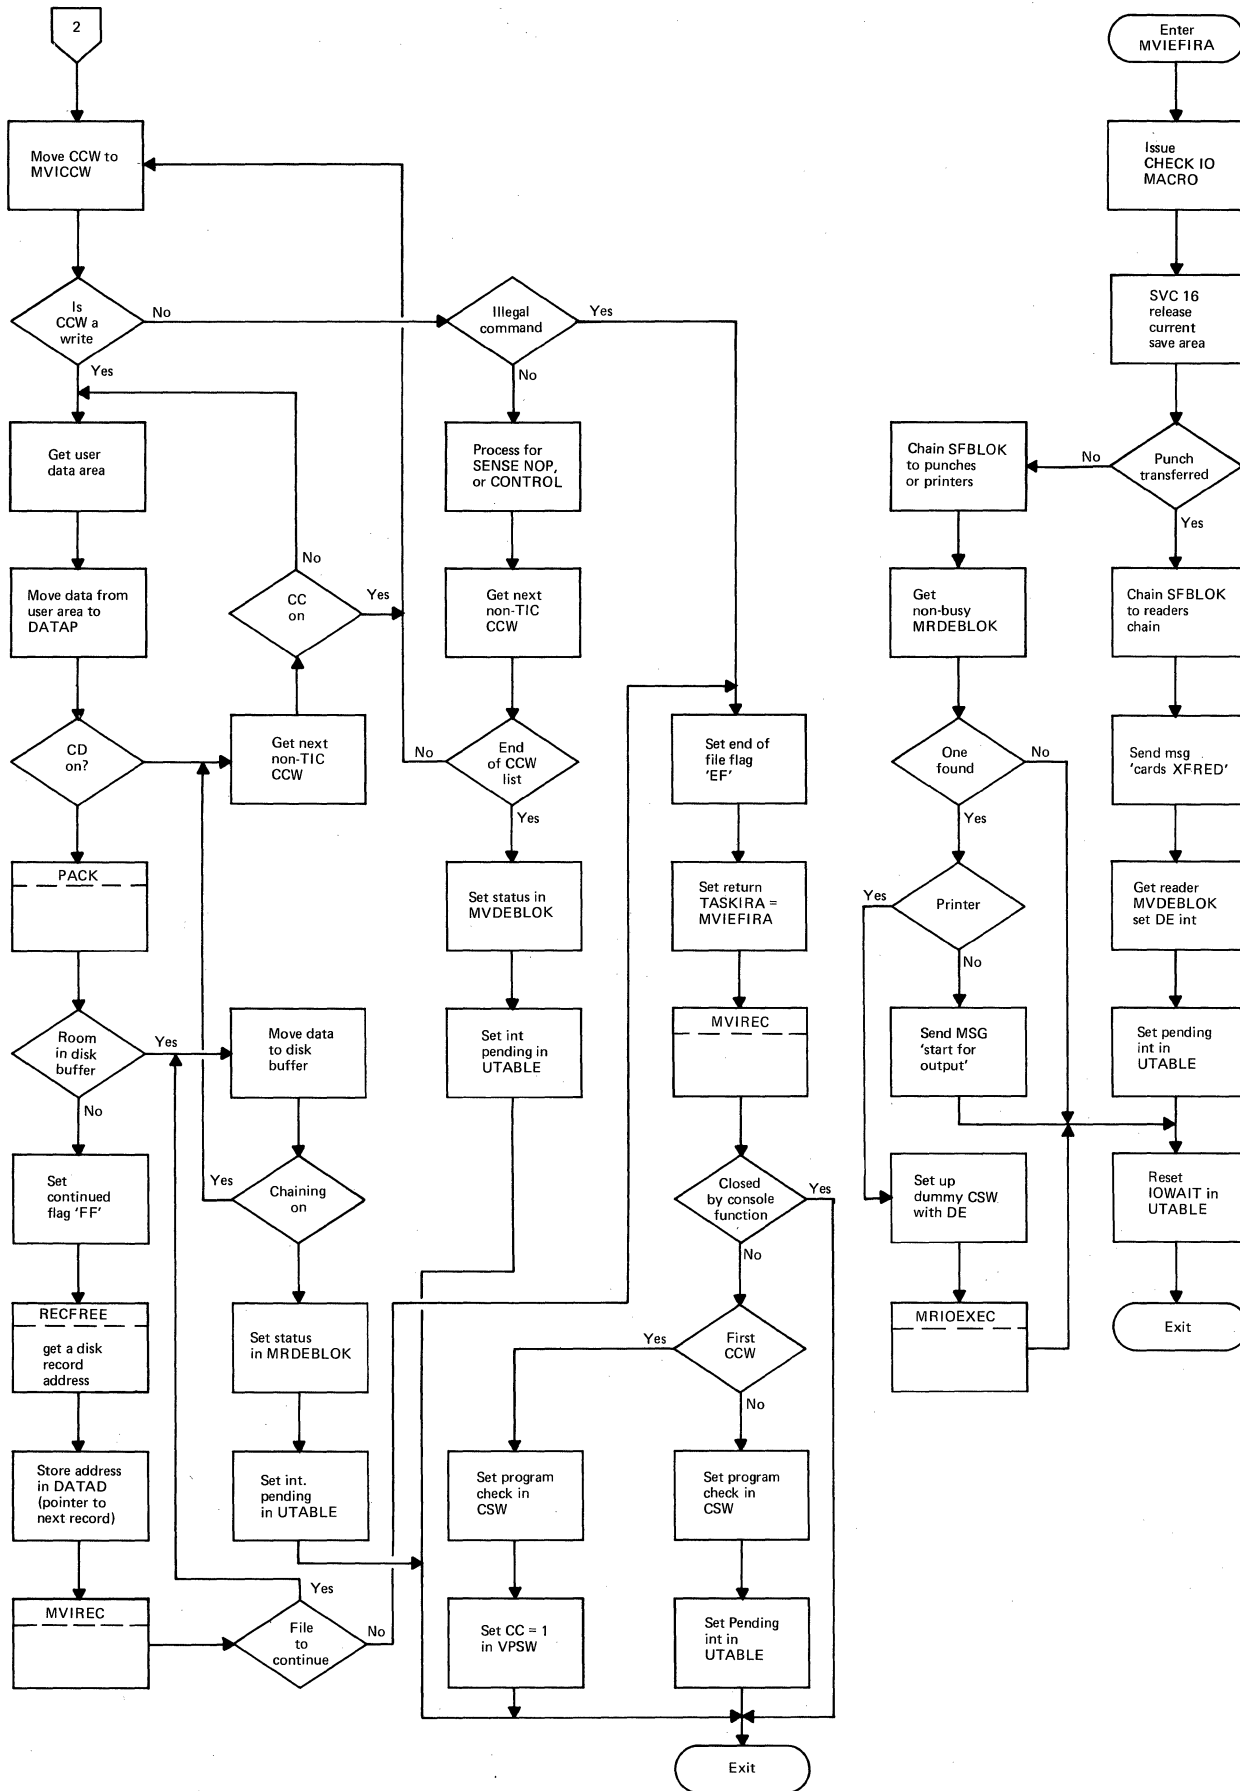 2
Move CCW to
MVICCW
Is
CCW a
write
No
Yes
Get user
data area
Move data from
user area to
DATAP
CD
on?
PACK
Room
in disk
buffer
Yes
No
Set
continued
flag 'FF'
RECFREE
get a disk
record
address
Store address
in DATAD
(pointer to
next record)
MVIREC
No
CC
on
Yes
Get next
non-TIC
CCW
Move data
to disk
buffer
Yes
Chaining
on
Set status
in MRDEBLOK
Set int.
pending
in UTABLE
Yes
File
to
continue
No
Illegal
command
Yes
No
Process for
SENSE NOP,
or CONTROL
Get next
non-TIC
CCW
No
End
of CCW
list
Yes
Set status in
MVDEBLOK
Set int
pending in
UTABLE
Set end of
file flag
'EF'
Set return
TASKIRA =
MVIEFIRA
MVIREC
Closed
by console
function
Yes
No
Yes
First
CCW
No
Set program
check in
CSW
Set CC = 1
in VPSW
Set program
check in
CSW
Set Pending
int in
UTABLE
Exit
Enter
MVIEFIRA
Issue
CHECK IO
MACRO
SVC 16
release
current
save area
No
Punch
transferred
Yes
Chain SFBLOK
to punches
or printers
Get
non-busy
MRDEBLOK
One
found
No
Yes
Yes
Printer
No
Send MSG
'start for
output'
Set up
dummy CSW
with DE
MRIOEXEC
Chain SFBLOK
to readers
chain
Send msg
'cards XFRED'
Get reader
MVDEBLOK
set DE int
Set pending
int in
UTABLE
Reset
IOWAIT in
UTABLE
Exit